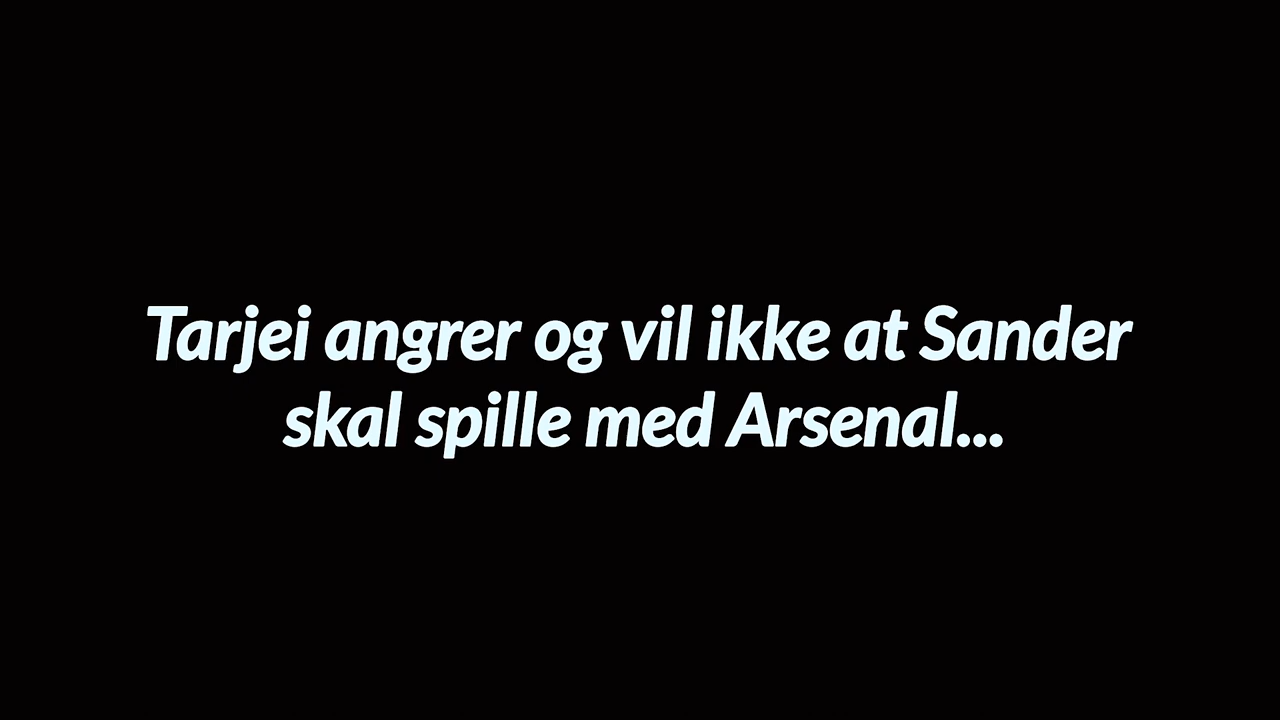 Tarjei angrer og vil ikke at Sander
skal spille med Arsenal...